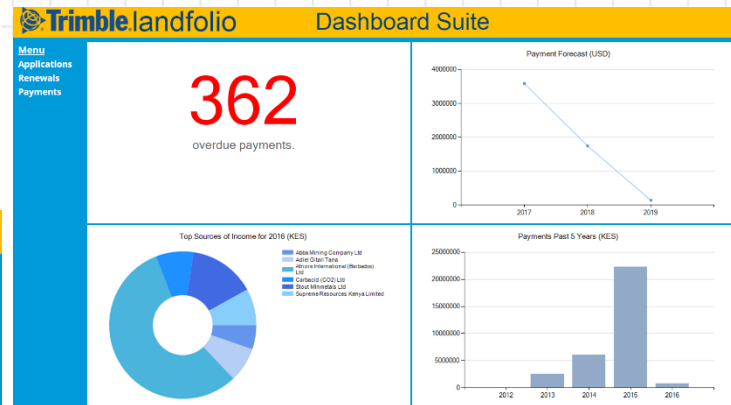 Trimble.landfolio Dashboard Suite
Menu
Applications
Renewals
Payments
362
overdue payments.
Payment Forecast (USD)
4000000
3000000
2000000
1000000
0
2017 2018 2019
Top Sources of Income for 2016 (KES)
Abba Mining Company Ltd
Adiel Gitari Tana
Africore International (Barbados)
Ltd
Carbacid (CO2) Ltd
Stout Minmetals Ltd
Supreme Resources Kenya Limited
Payments Past 5 Years (KES)
25000000
20000000
15000000
10000000
5000000
0
2012 2013 2014 2015 2016